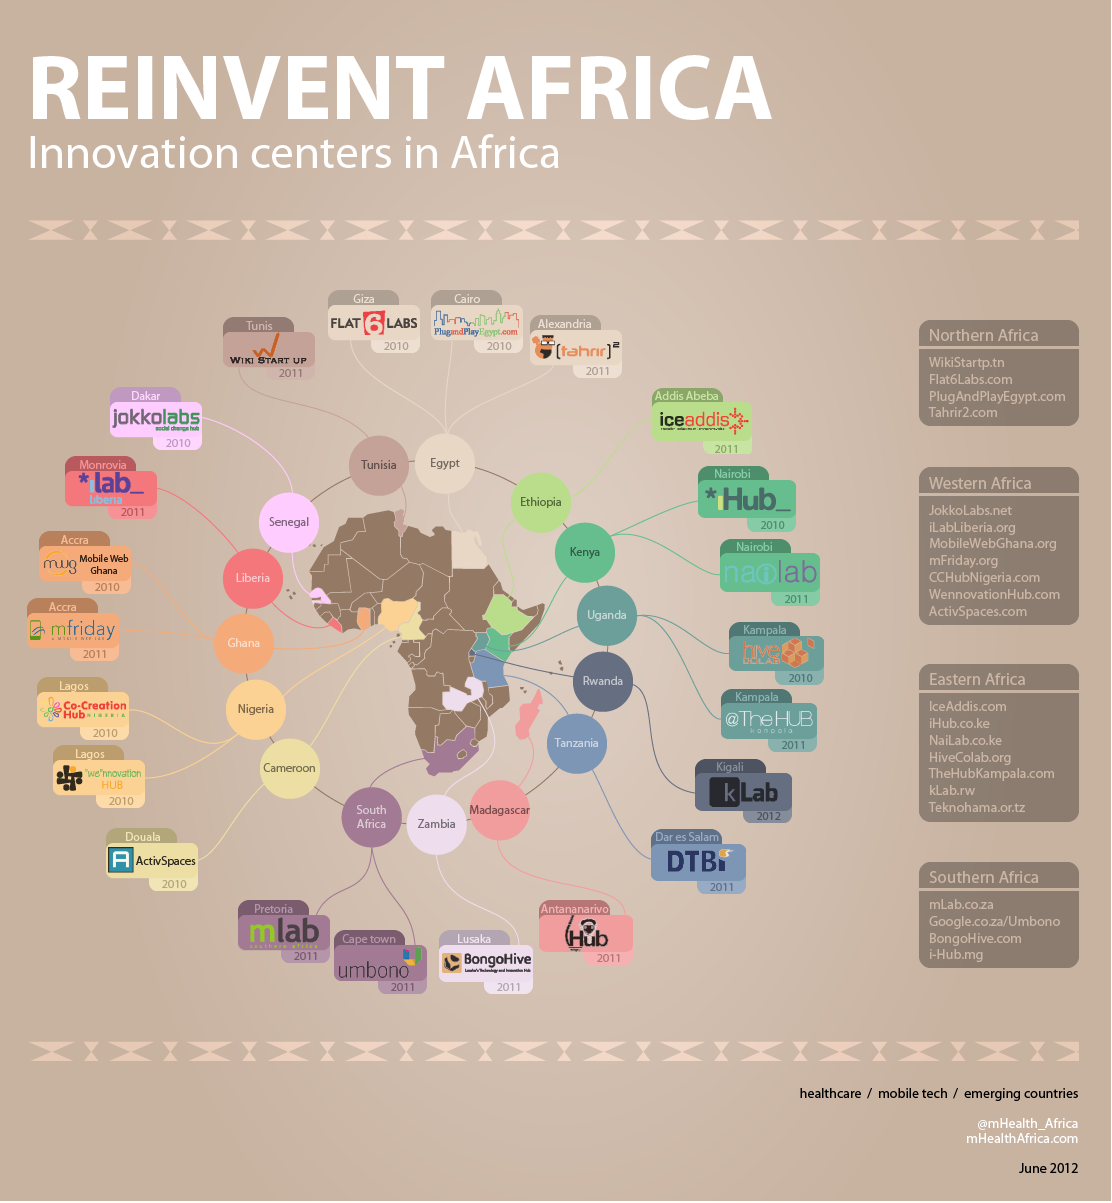 REINVENT AFRICA
Innovation centers in Africa
Giza
FLAT 6 LABS
2010
Cairo
PlugandPlayEgypt.com
2010
Alexandria
[tahrir]²
2011
Tunis
WIKI START UP
2011
Dakar
jokkolabs
social change hub
2010
Monrovia
*ilab_
liberia
2011
Accra
mwg Mobile Web
Ghana
2010
Accra
mfriday
2011
Lagos
Co-Creation
Hub NIGERIA
2010
Lagos
"we"nnovation
HUB
2010
Douala
ActivSpaces
2010
Pretoria
mlab
southern africa
2011
Cape town
umbono
2011
Lusaka
BongoHive
Lusaka's Technology and Innovation Hub
2011
Antananarivo
iHub
2011
Dar es Salam
DTBi
2011
Kigali
kLab
2012
Kampala
@TheHUB
kampala
2011
Kampala
hive
COLAB
2010
Nairobi
nailab
2011
Nairobi
*iHub_
2010
Addis Abeba
iceaddis
2011
Tunisia
Egypt
Ethiopia
Kenya
Uganda
Rwanda
Tanzania
Madagascar
Zambia
South
Africa
Cameroon
Nigeria
Ghana
Liberia
Senegal
Northern Africa
WikiStartp.tn
Flat6Labs.com
PlugAndPlayEgypt.com
Tahrir2.com
Western Africa
JokkoLabs.net
iLabLiberia.org
MobileWebGhana.org
mFriday.org
CCHubNigeria.com
WennovationHub.com
ActivSpaces.com
Eastern Africa
IceAddis.com
iHub.co.ke
NaiLab.co.ke
HiveColab.org
TheHubKampala.com
kLab.rw
Teknohama.or.tz
Southern Africa
mLab.co.za
Google.co.za/Umbono
BongoHive.com
i-Hub.mg
healthcare / mobile tech / emerging countries
@mHealth_Africa
mHealthAfrica.com
June 2012